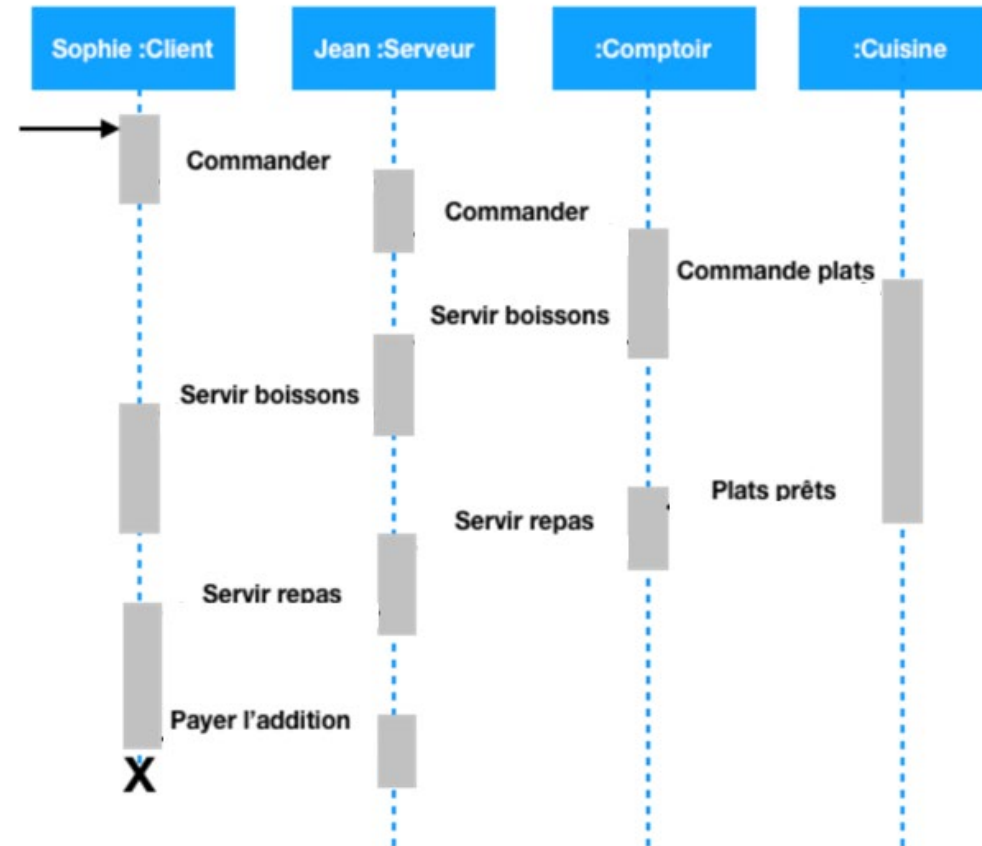 Sophie :Client
Jean :Serveur
:Comptoir
:Cuisine
Commander
Commander
Commande plats
Servir boissons
Servir boissons
Plats prêts
Servir repas
Servir repas
Payer l'addition
X